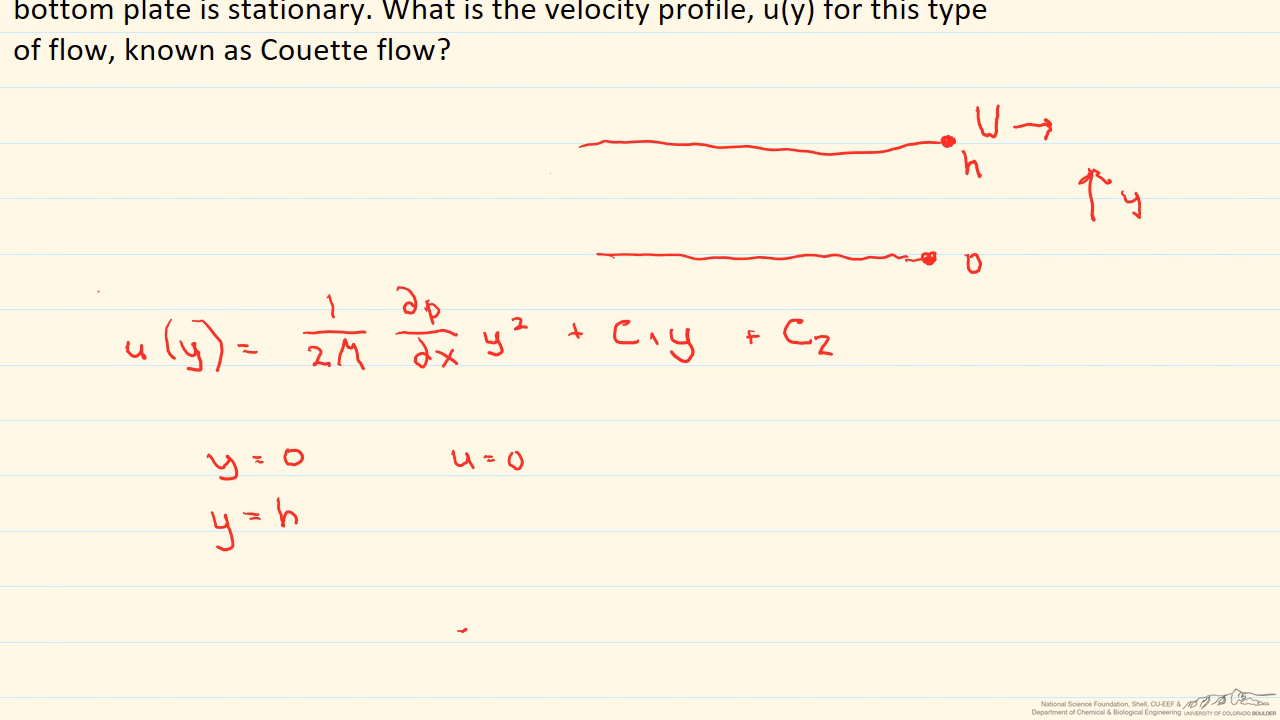 bottom plate is stationary. What is the velocity profile, u(y) for this type
of flow, known as Couette flow?
U →
h
↑ y
0
u(y) = 1/2μ ∂p/∂x y² + C₁y + C₂
y = 0 u = 0
y = h
National Science Foundation, Shell, CU-EEF &
Department of Chemical & Biological Engineering UNIVERSITY OF COLORADO BOULDER